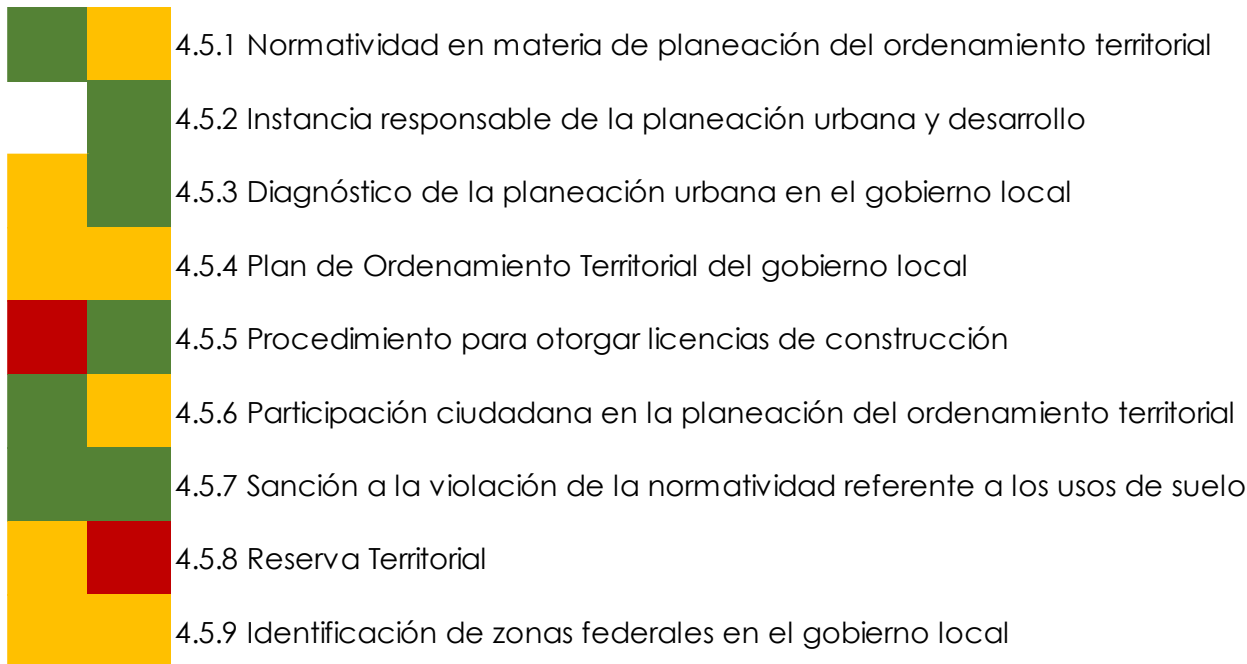 4.5.1 Normatividad en materia de planeación del ordenamiento territorial
4.5.2 Instancia responsable de la planeación urbana y desarrollo
4.5.3 Diagnóstico de la planeación urbana en el gobierno local
4.5.4 Plan de Ordenamiento Territorial del gobierno local
4.5.5 Procedimiento para otorgar licencias de construcción
4.5.6 Participación ciudadana en la planeación del ordenamiento territorial
4.5.7 Sanción a la violación de la normatividad referente a los usos de suelo
4.5.8 Reserva Territorial
4.5.9 Identificación de zonas federales en el gobierno local